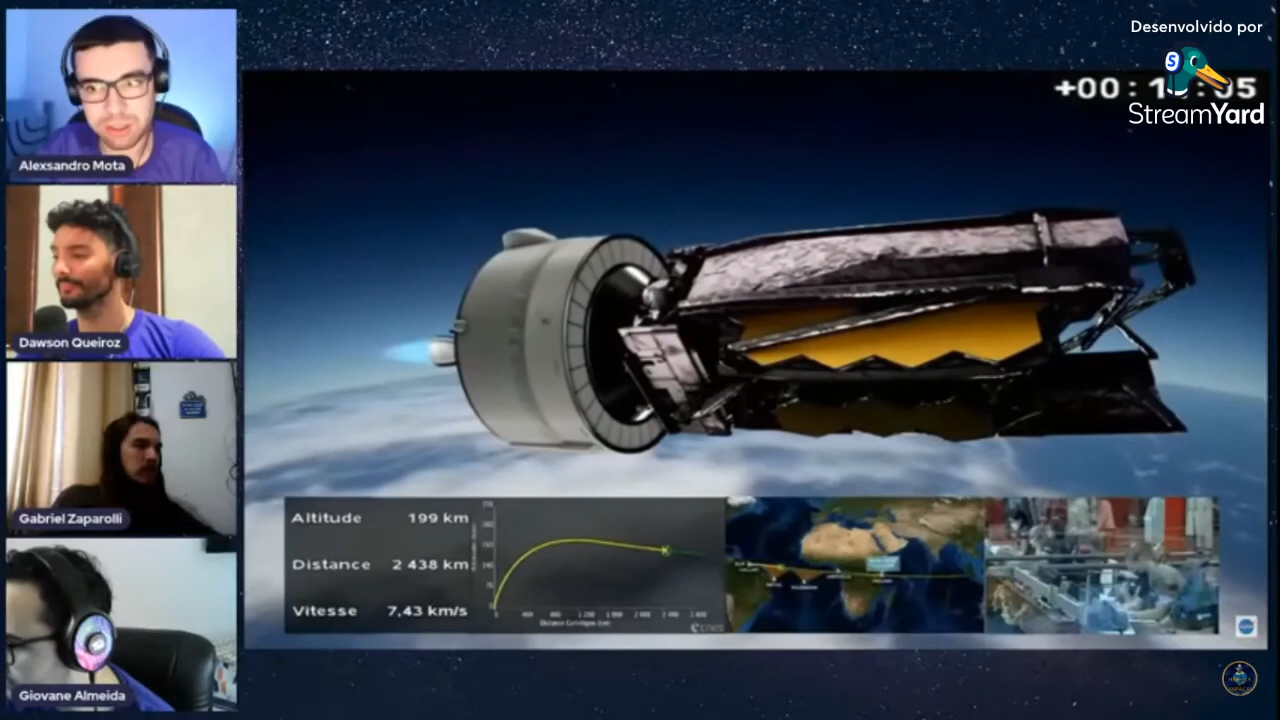 Desenvolvido por
StreamYard
Alexsandro Mota
Dawson Queiroz
Gabriel Zaparolli
Giovane Almeida
Altitude 199 km
Distance 2 438 km
Vitesse 7,43 km/s
cnes